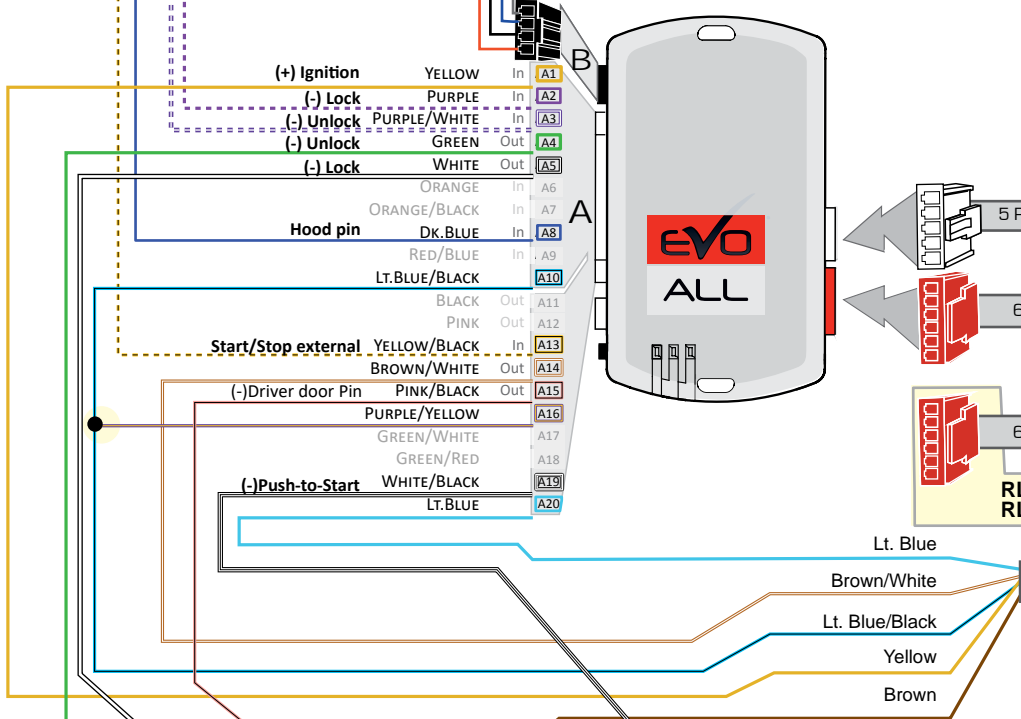 B
(+) Ignition YELLOW In A1
(-) Lock PURPLE In A2
(-) Unlock PURPLE/WHITE In A3
(-) Unlock GREEN Out A4
(-) Lock WHITE Out A5
ORANGE In A6
ORANGE/BLACK In A7
A
Hood pin DK.BLUE In A8
RED/BLUE In A9
LT.BLUE/BLACK A10
BLACK Out A11
PINK Out A12
Start/Stop external YELLOW/BLACK In A13
BROWN/WHITE Out A14
(-)Driver door Pin PINK/BLACK Out A15
PURPLE/YELLOW A16
GREEN/WHITE A17
GREEN/RED A18
(-)Push-to-Start WHITE/BLACK A19
LT.BLUE A20
EVO
ALL
5 P
6
6
RL
RL
Lt. Blue
Brown/White
Lt. Blue/Black
Yellow
Brown